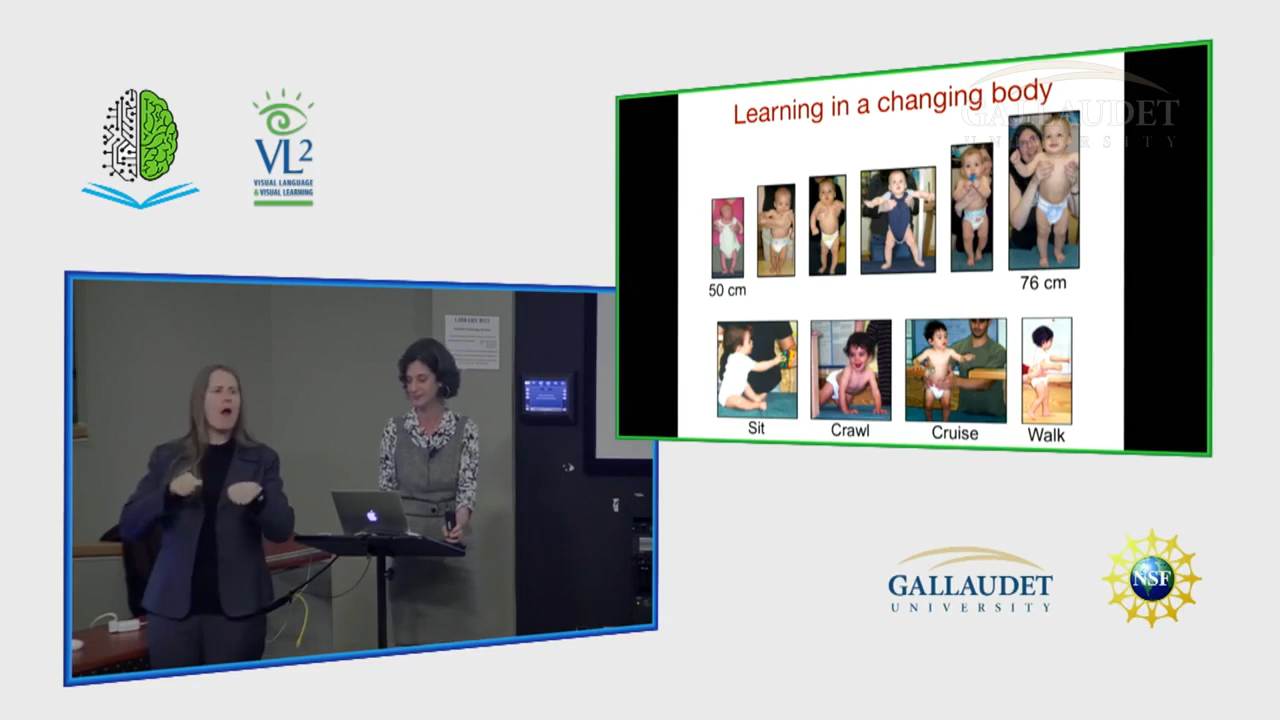 VL2
VISUAL LANGUAGE
& VISUAL LEARNING
Learning in a changing body
GALLAUDET
UNIVERSITY
50 cm
76 cm
Sit
Crawl
Cruise
Walk
GALLAUDET
UNIVERSITY
NSF